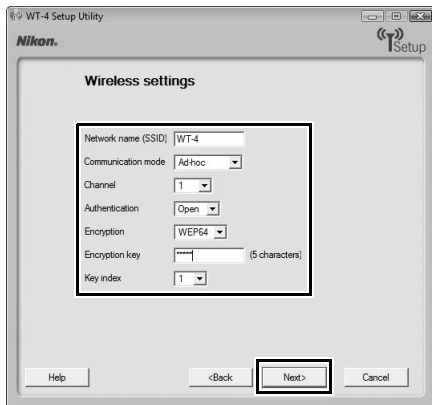 WT-4 Setup Utility
Nikon. Setup
Wireless settings
Network name (SSID) WT-4
Communication mode Ad-hoc
Channel 1
Authentication Open
Encryption WEP64
Encryption key ***** (5 characters)
Key index 1
Help <Back Next> Cancel